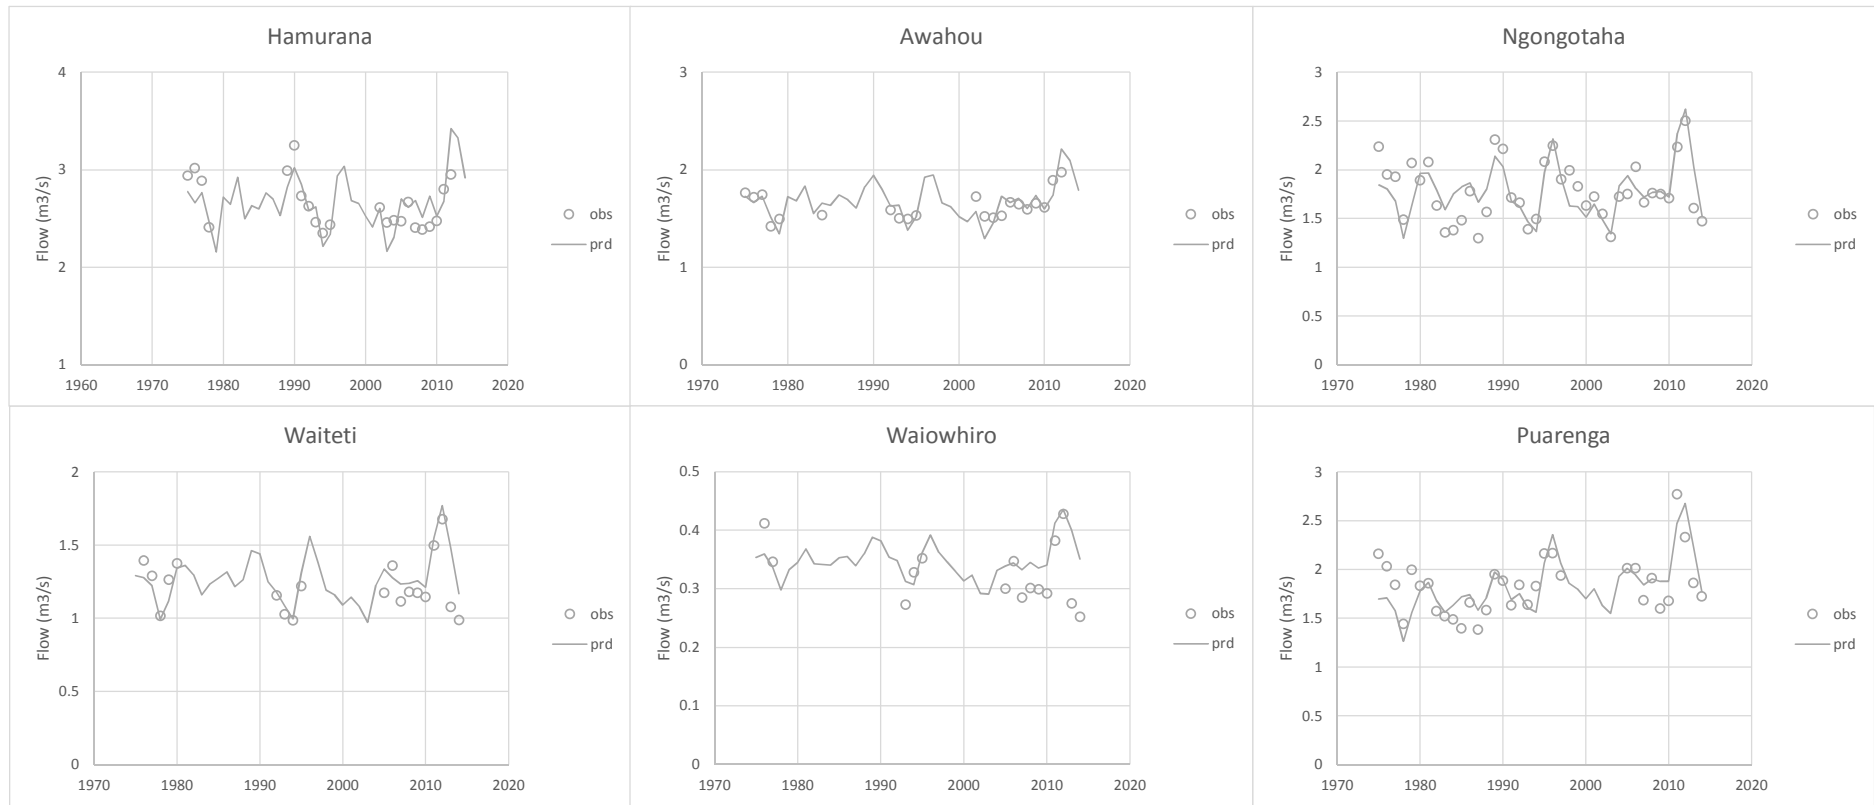 Hamurana
4
3
2
1
Flow (m3/s)
1960 1970 1980 1990 2000 2010 2020
obs
prd
Awahou
3
2
1
0
Flow (m3/s)
1970 1980 1990 2000 2010 2020
obs
prd
Ngongotaha
3
2.5
2
1.5
1
0.5
0
Flow (m3/s)
1970 1980 1990 2000 2010 2020
obs
prd
Waiteti
2
1.5
1
0.5
0
Flow (m3/s)
1970 1980 1990 2000 2010 2020
obs
prd
Waiowhiro
0.5
0.4
0.3
0.2
0.1
0
Flow (m3/s)
1970 1980 1990 2000 2010 2020
obs
prd
Puarenga
3
2.5
2
1.5
1
0.5
0
Flow (m3/s)
1970 1980 1990 2000 2010 2020
obs
prd